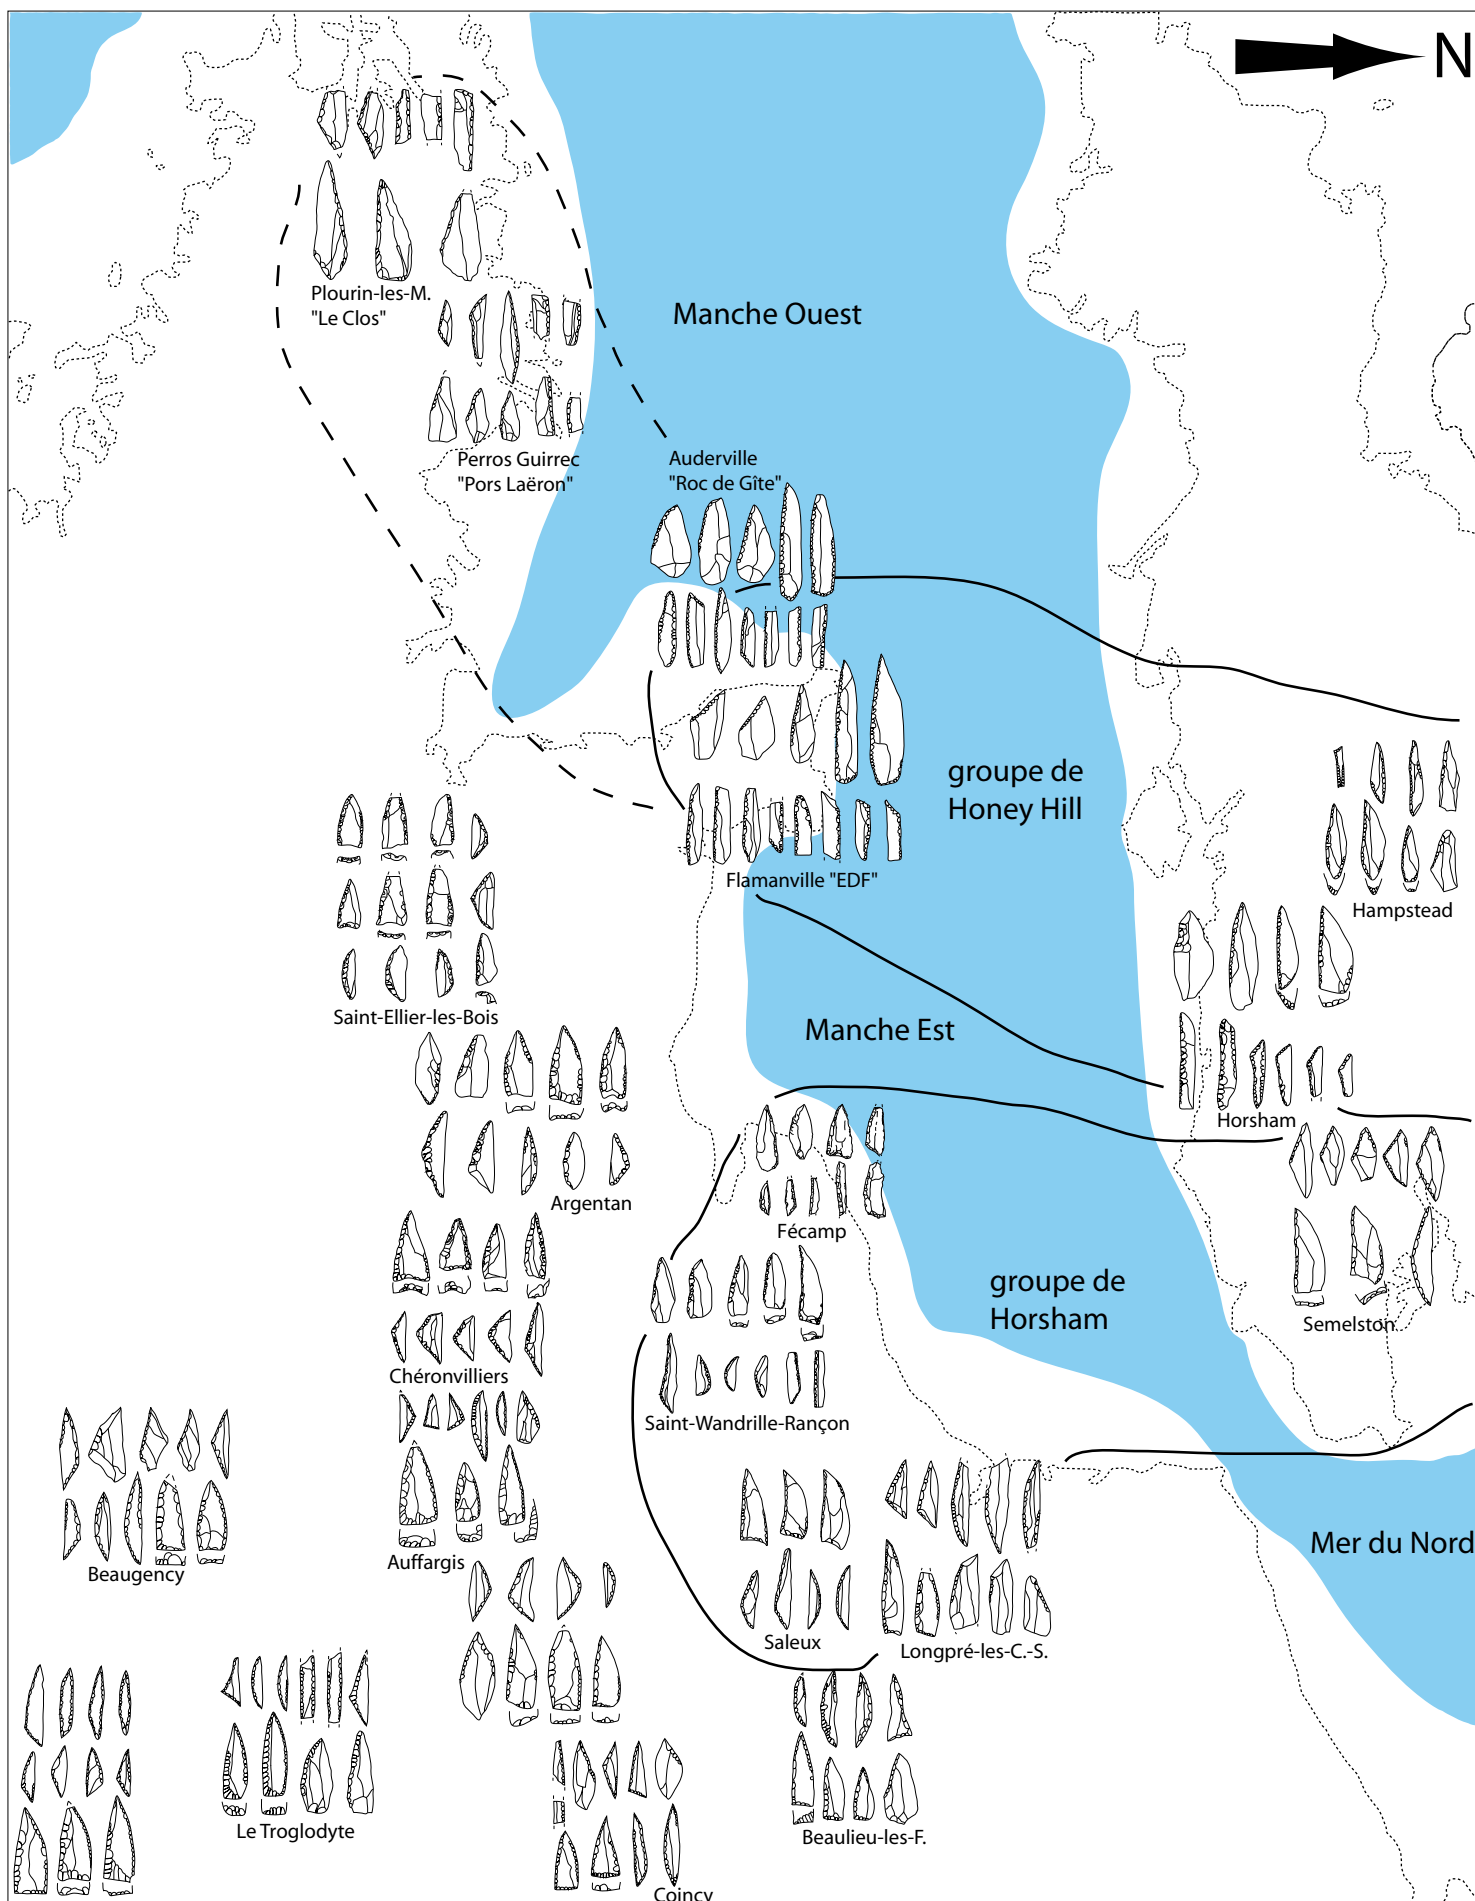 N
Plourin-les-M.
"Le Clos"
Manche Ouest
Perros Guirrec
"Pors Laëron"
Auderville
"Roc de Gîte"
groupe de
Honey Hill
Flamanville "EDF"
Hampstead
Saint-Ellier-les-Bois
Manche Est
Horsham
Argentan
Fécamp
groupe de
Horsham
Semelston
Chéronvilliers
Saint-Wandrille-Rançon
Mer du Nord
Auffargis
Beaugency
Saleux
Longpré-les-C.-S.
Le Troglodyte
Beaulieu-les-F.
Coincy